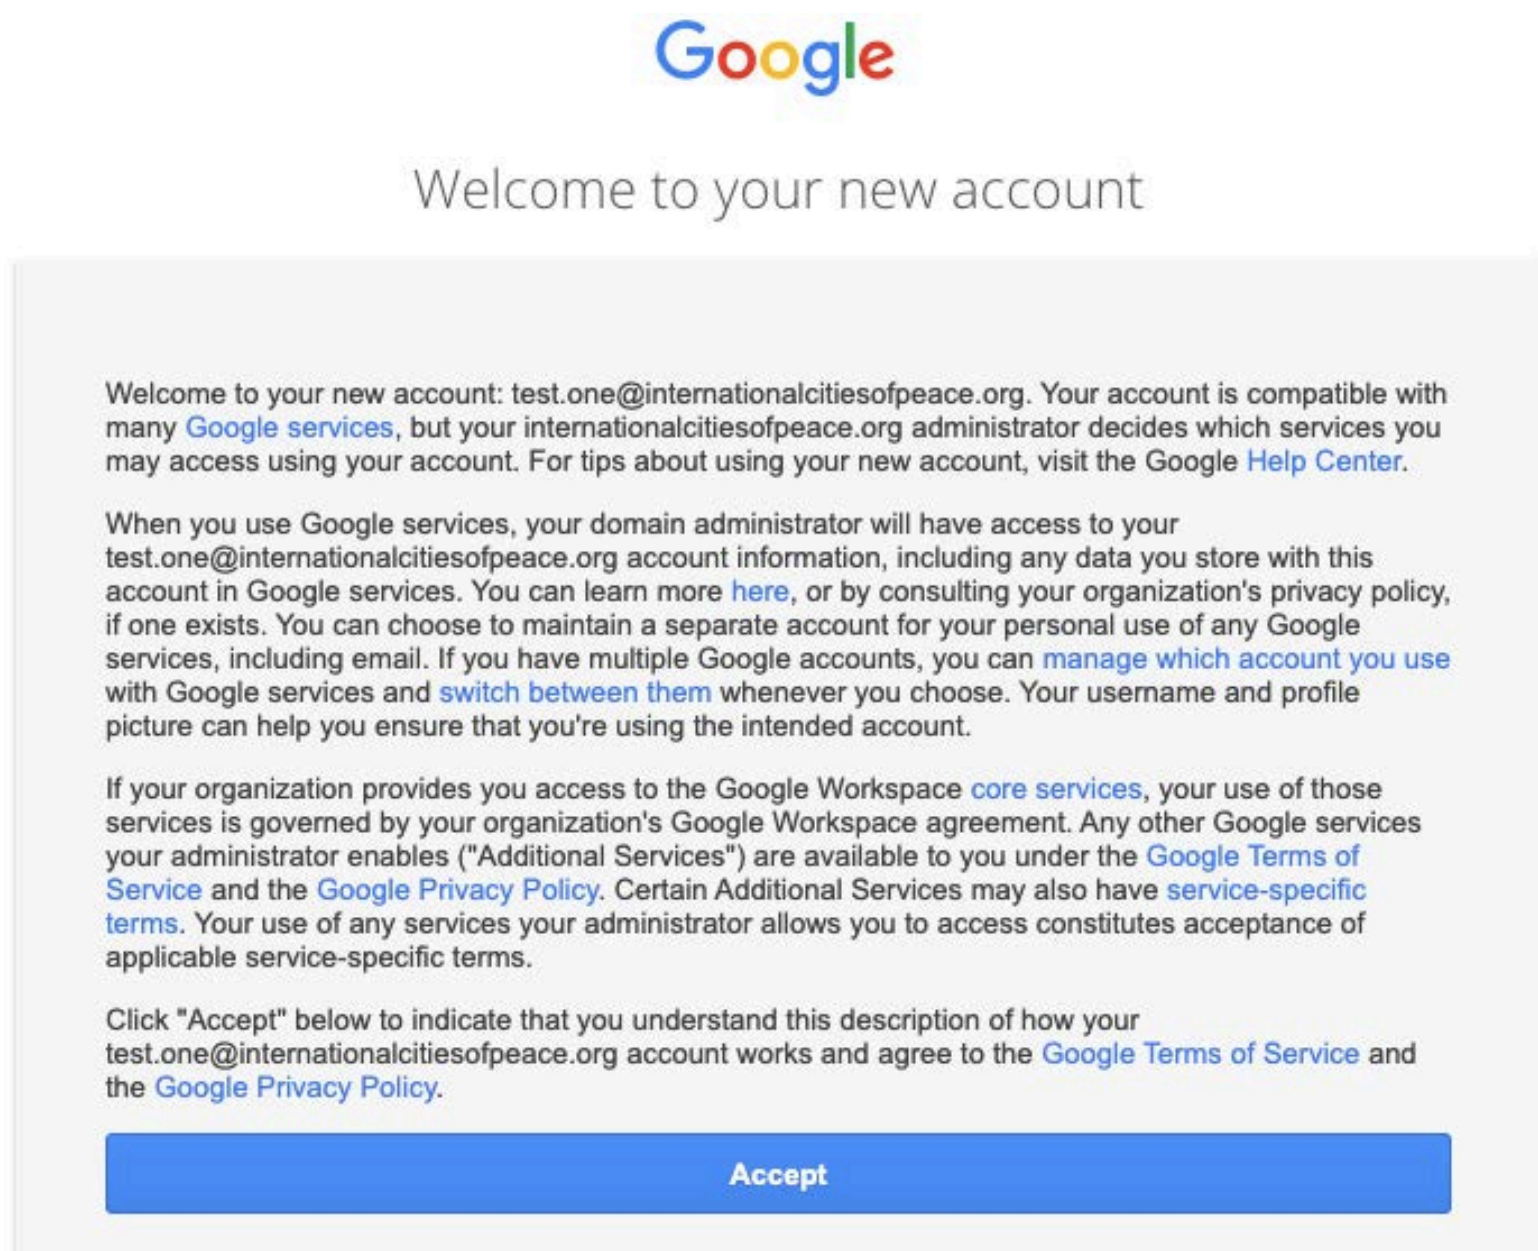 Google
Welcome to your new account
Welcome to your new account: test.one@internationalcitiesofpeace.org. Your account is compatible with
many Google services, but your internationalcitiesofpeace.org administrator decides which services you
may access using your account. For tips about using your new account, visit the Google Help Center.
When you use Google services, your domain administrator will have access to your
test.one@internationalcitiesofpeace.org account information, including any data you store with this
account in Google services. You can learn more here, or by consulting your organization's privacy policy,
if one exists. You can choose to maintain a separate account for your personal use of any Google
services, including email. If you have multiple Google accounts, you can manage which account you use
with Google services and switch between them whenever you choose. Your username and profile
picture can help you ensure that you're using the intended account.
If your organization provides you access to the Google Workspace core services, your use of those
services is governed by your organization's Google Workspace agreement. Any other Google services
your administrator enables ("Additional Services") are available to you under the Google Terms of
Service and the Google Privacy Policy. Certain Additional Services may also have service-specific
terms. Your use of any services your administrator allows you to access constitutes acceptance of
applicable service-specific terms.
Click "Accept" below to indicate that you understand this description of how your
test.one@internationalcitiesofpeace.org account works and agree to the Google Terms of Service and
the Google Privacy Policy.
Accept